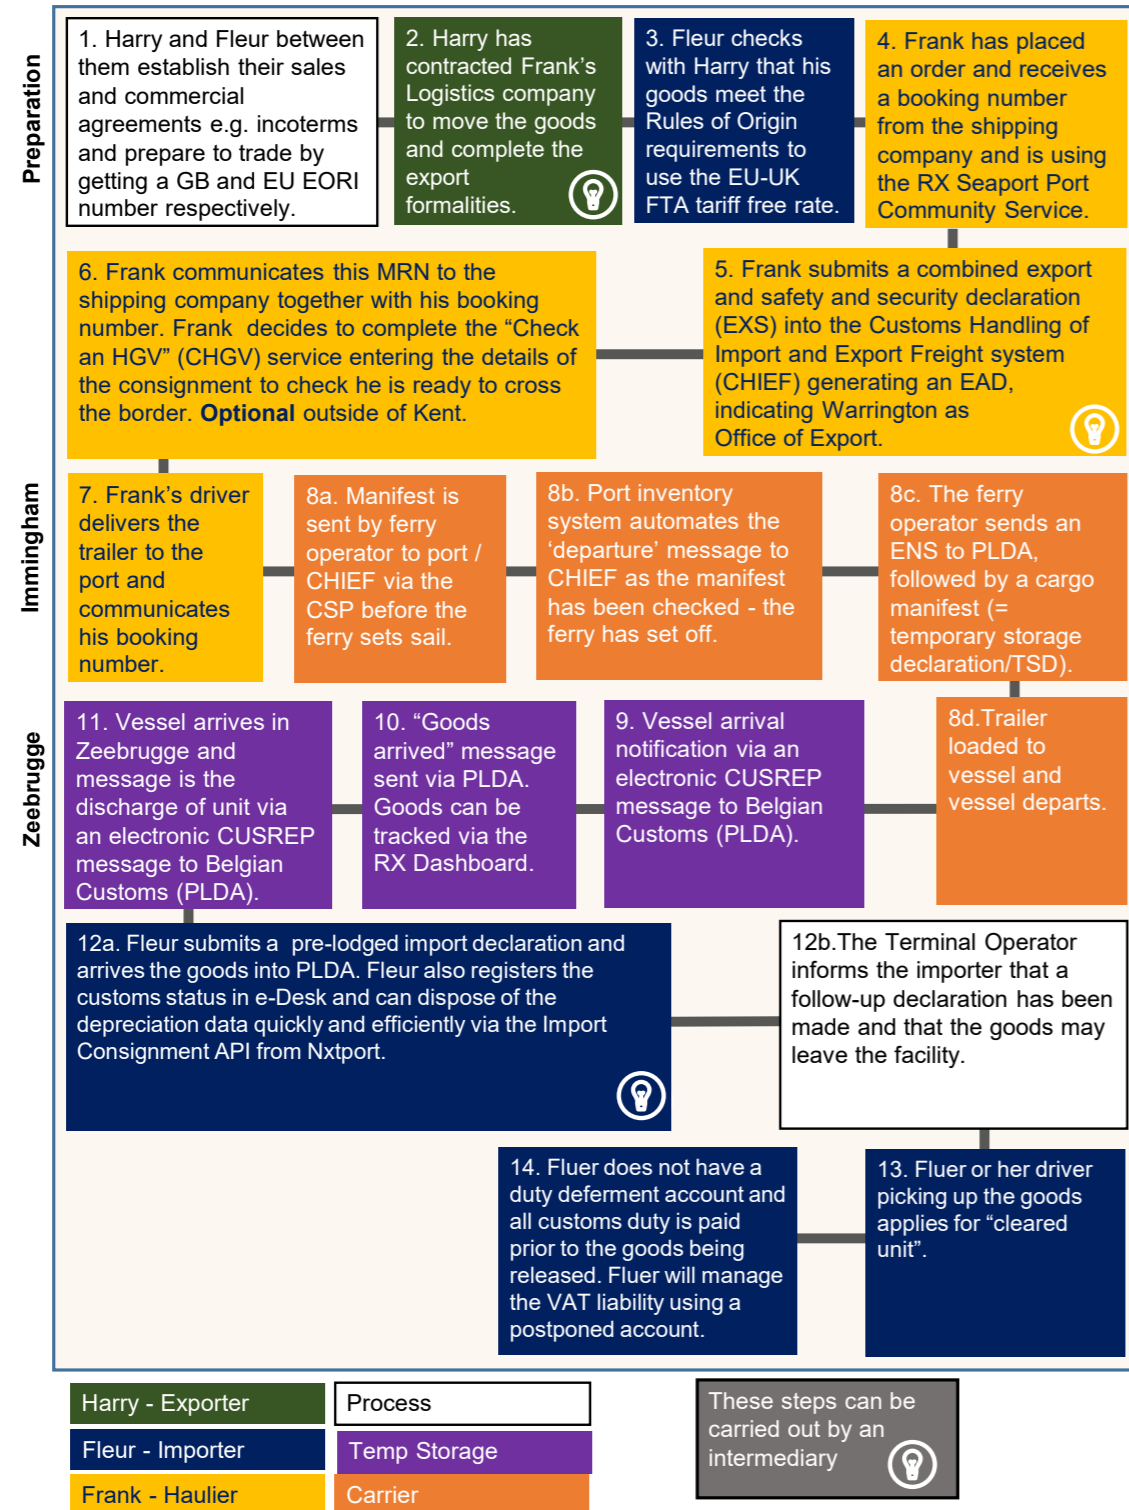 Preparation
1. Harry and Fleur between
them establish their sales
and commercial
agreements e.g. incoterms
and prepare to trade by
getting a GB and EU EORI
number respectively.
2. Harry has
contracted Frank’s
Logistics company
to move the goods
and complete the
export
formalities.
3. Fleur checks
with Harry that his
goods meet the
Rules of Origin
requirements to
use the EU-UK
FTA tariff free rate.
4. Frank has placed
an order and receives
a booking number
from the shipping
company and is using
the RX Seaport Port
Community Service.
5. Frank submits a combined export
and safety and security declaration
(EXS) into the Customs Handling of
Import and Export Freight system
(CHIEF) generating an EAD,
indicating Warrington as
Office of Export.
6. Frank communicates this MRN to the
shipping company together with his booking
number. Frank  decides to complete the “Check
an HGV” (CHGV) service entering the details of
the consignment to check he is ready to cross
the border. Optional outside of Kent.
Immingham
7. Frank’s driver
delivers the
trailer to the
port and
communicates
his booking
number.
8a. Manifest is
sent by ferry
operator to port /
CHIEF via the
CSP before the
ferry sets sail.
8b. Port inventory
system automates the
‘departure’ message to
CHIEF as the manifest
has been checked - the
ferry has set off.
8c. The ferry
operator sends an
ENS to PLDA,
followed by a cargo
manifest (=
temporary storage
declaration/TSD).
8d.Trailer
loaded to
vessel and
vessel departs.
Zeebrugge
9. Vessel arrival
notification via an
electronic CUSREP
message to Belgian
Customs (PLDA).
10. “Goods
arrived” message
sent via PLDA.
Goods can be
tracked via the
RX Dashboard.
11. Vessel arrives in
Zeebrugge and
message is the
discharge of unit via
an electronic CUSREP
message to Belgian
Customs (PLDA).
12a. Fleur submits a  pre-lodged import declaration and
arrives the goods into PLDA. Fleur also registers the
customs status in e-Desk and can dispose of the
depreciation data quickly and efficiently via the Import
Consignment API from Nxtport.
12b.The Terminal Operator
informs the importer that a
follow-up declaration has been
made and that the goods may
leave the facility.
13. Fluer or her driver
picking up the goods
applies for “cleared
unit”.
14. Fluer does not have a
duty deferment account and
all customs duty is paid
prior to the goods being
released. Fluer will manage
the VAT liability using a
postponed account.
Harry - Exporter
Process
Fleur - Importer
Temp Storage
Frank - Haulier
Carrier
These steps can be
carried out by an
intermediary